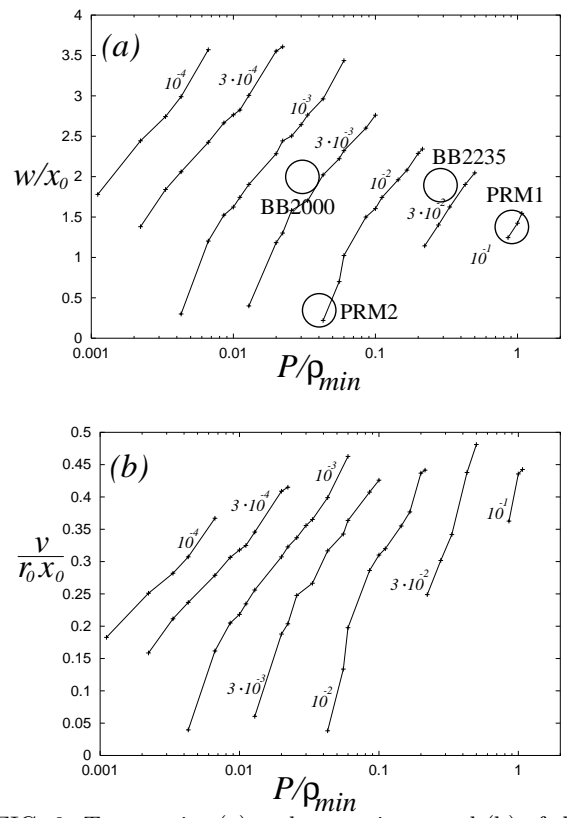 (a)
4
3.5
3
2.5
2
1.5
1
0.5
0
w/x₀
10⁻⁴
3·10⁻⁴
10⁻³
3·10⁻³
10⁻²
3·10⁻²
10⁻¹
BB2000
BB2235
PRM1
PRM2
0.001 0.01 0.1 1
P/ρmin
(b)
0.5
0.45
0.4
0.35
0.3
0.25
0.2
0.15
0.1
0.05
0
v
r₀x₀
10⁻⁴
3·10⁻⁴
10⁻³
3·10⁻³
10⁻²
3·10⁻²
10⁻¹
0.001 0.01 0.1 1
P/ρmin